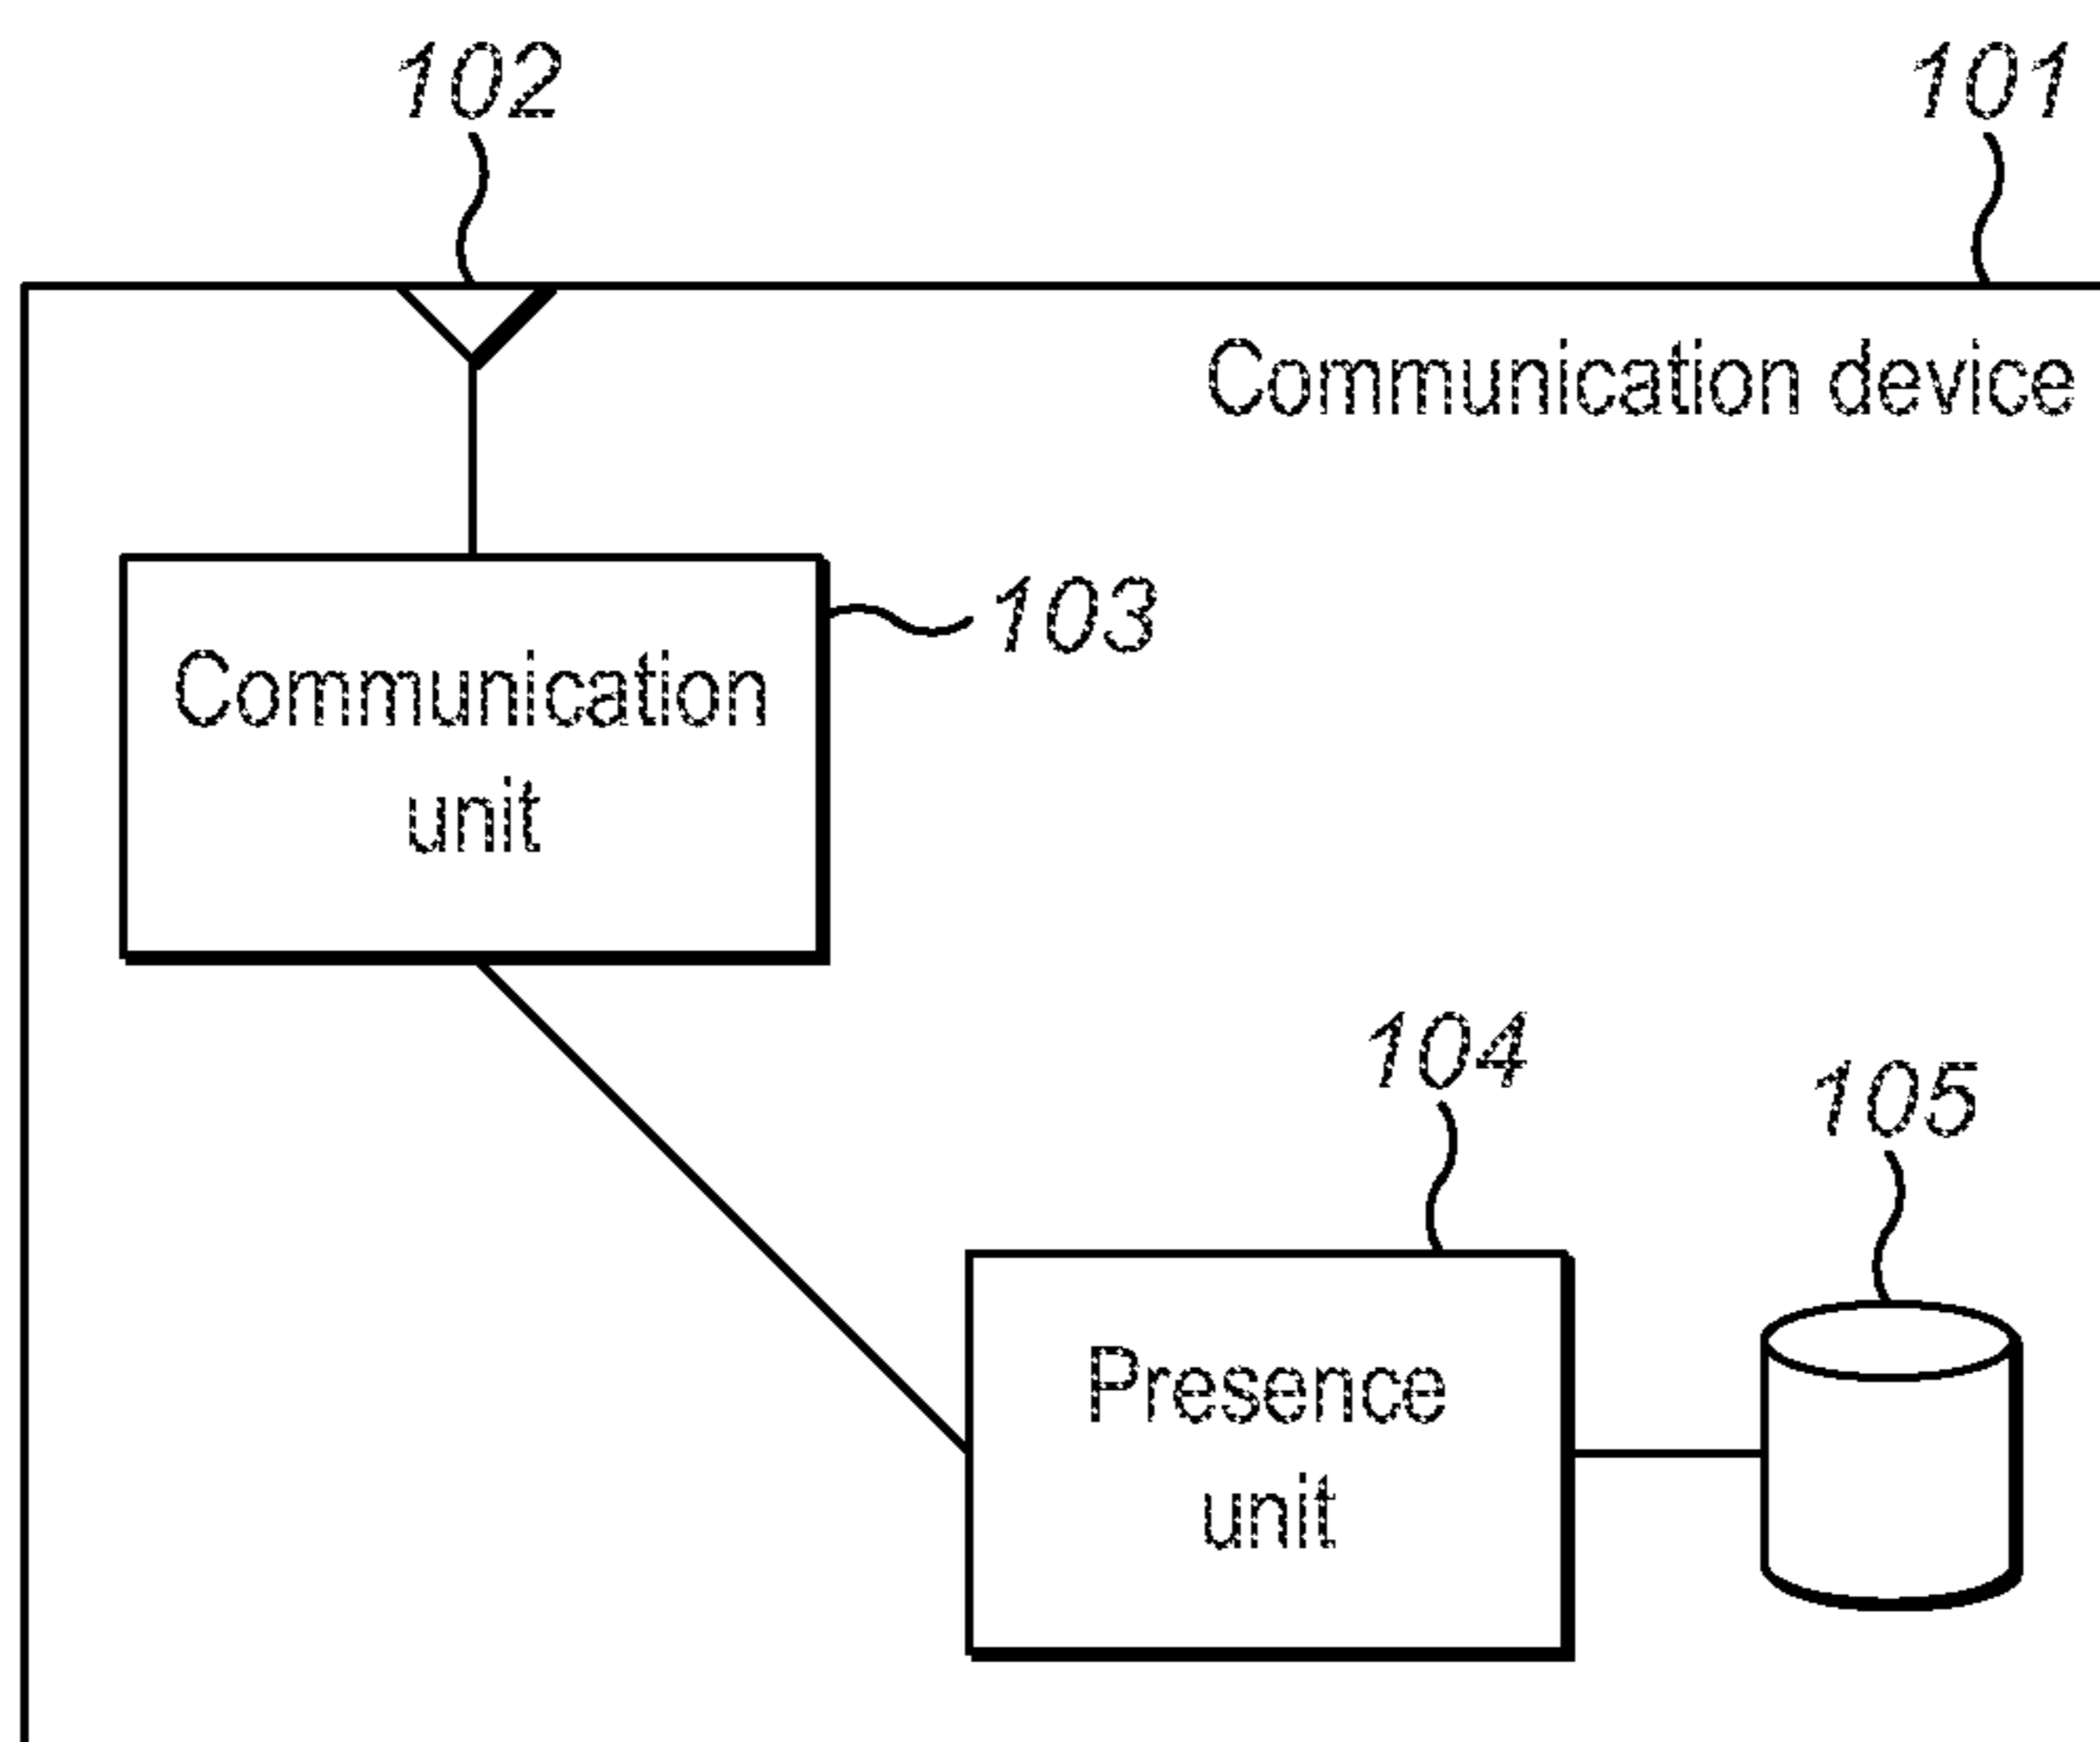 102
101
Communication device
103
Communication
unit
104
105
Presence
unit